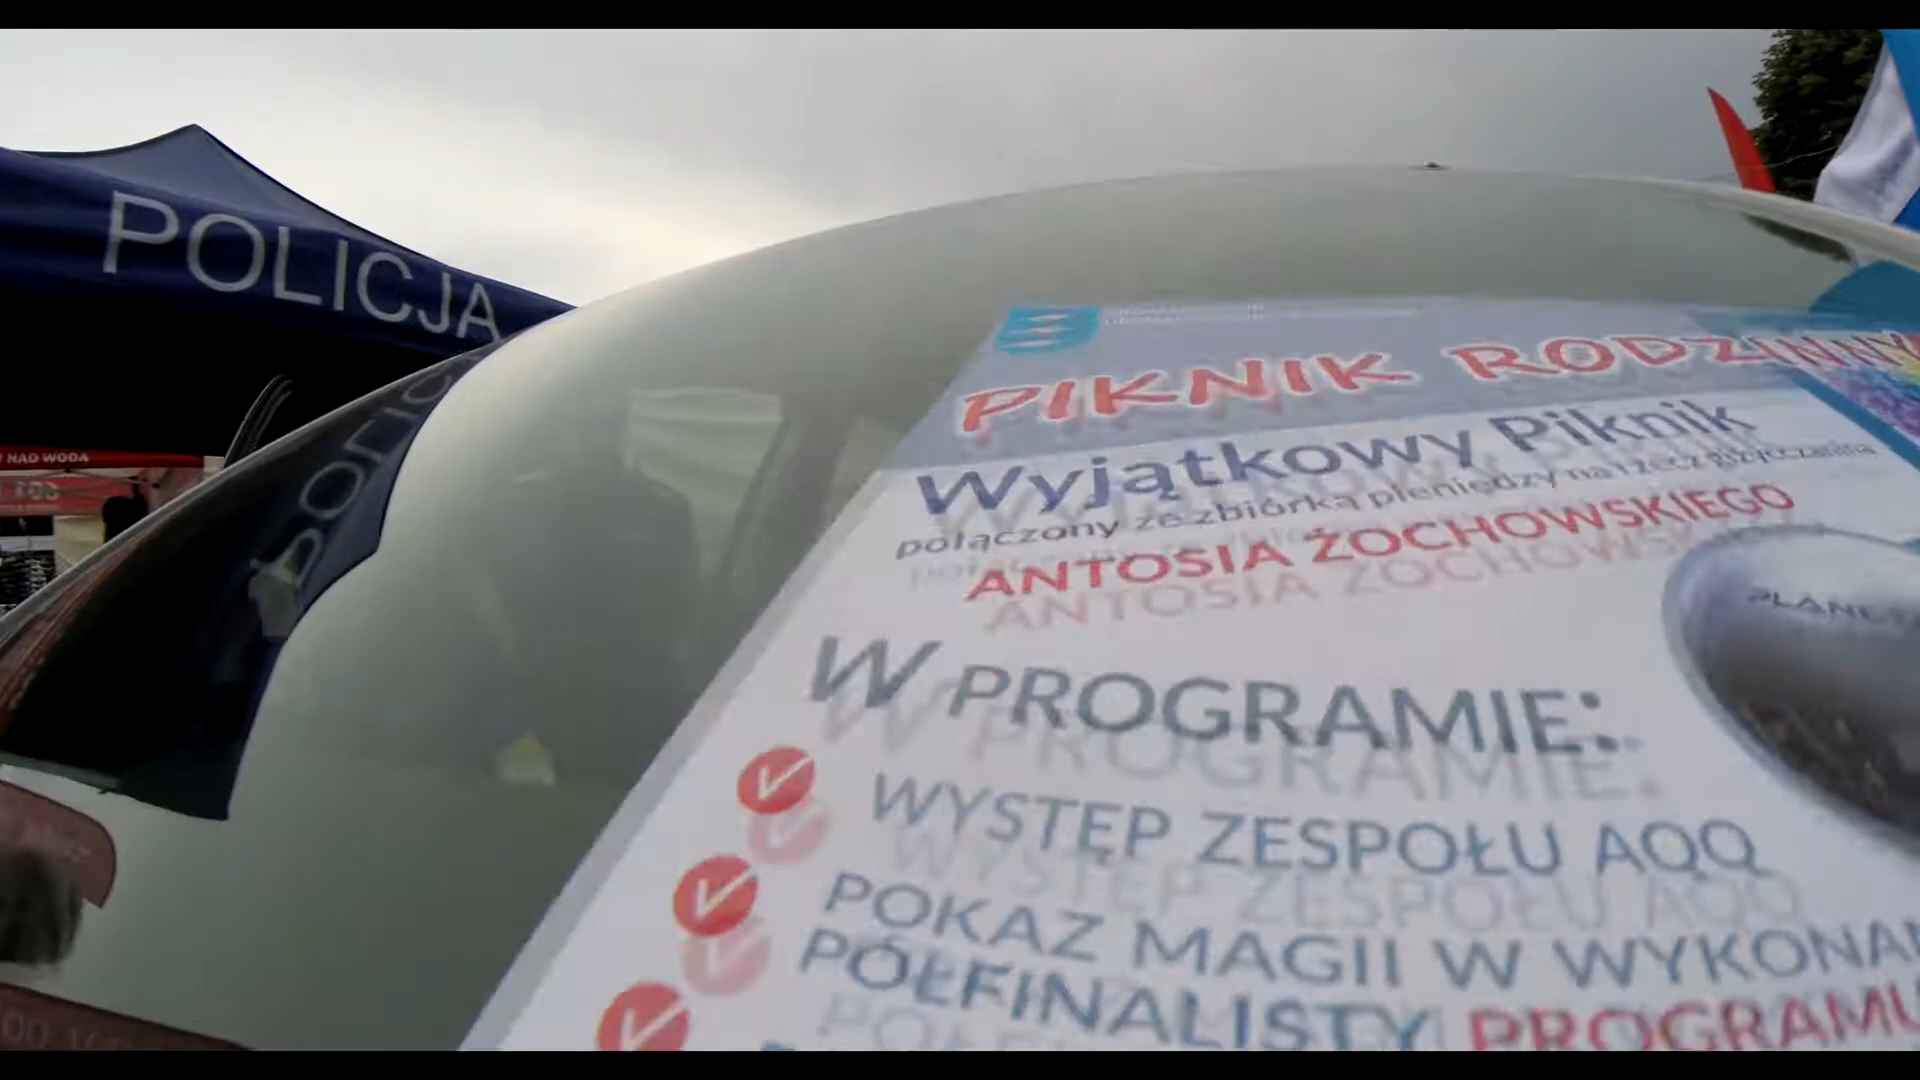 POLICJA
NAD WODĄ
PIKNIK RODZINNY
Wyjątkowy Piknik
połączony ze zbiórką pieniędzy na rzecz
ANTOSIA ŻOCHOWSKIEGO
W PROGRAMIE:
WYSTĘP ZESPOŁU AQQ
POKAZ MAGII W WYKONA
PÓŁFINALISTY PROGRAMU